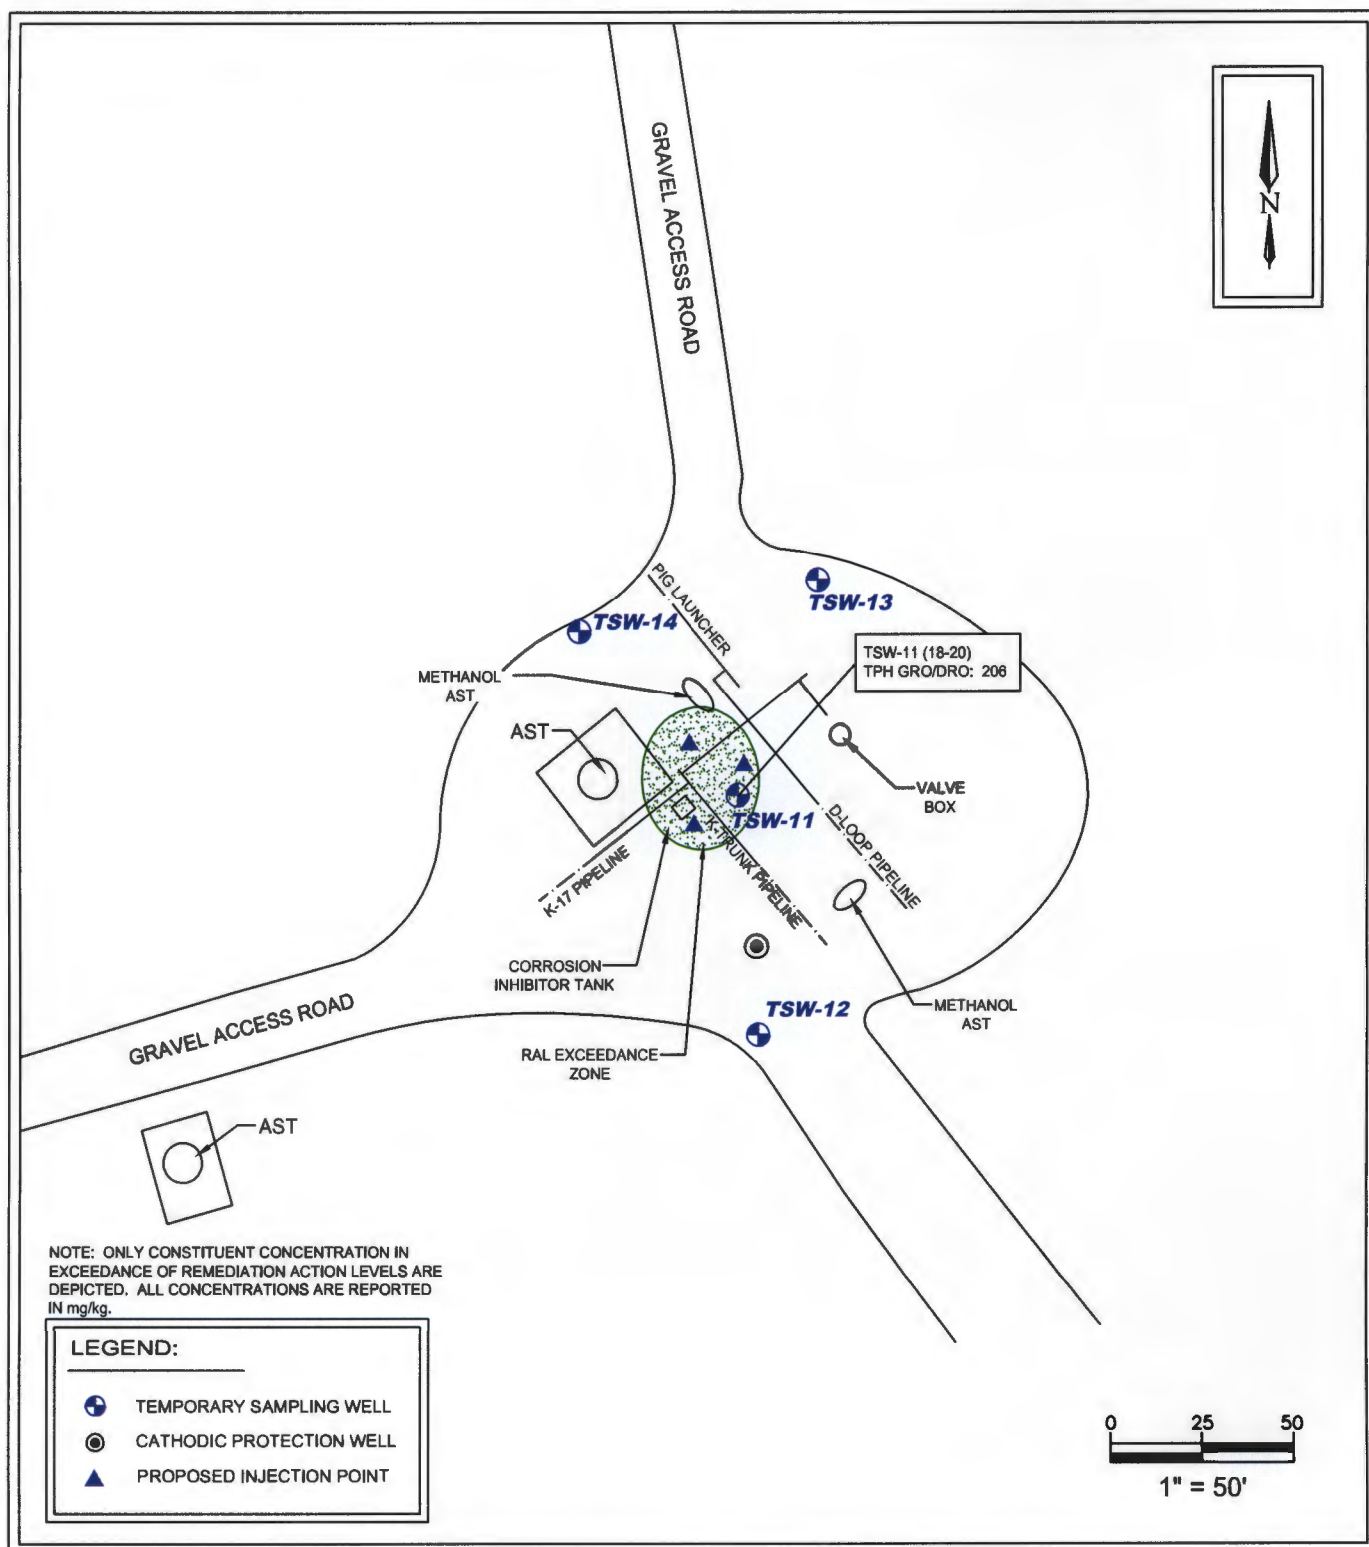 GRAVEL ACCESS ROAD
N
PIG LAUNCHER
TSW-13
TSW-14
TSW-11 (18-20)
TPH GRO/DRO: 206
METHANOL
AST
AST
VALVE
BOX
TSW-11
D-LOOP PIPELINE
K-TRUNK PIPELINE
K-17 PIPELINE
CORROSION
INHIBITOR TANK
METHANOL
AST
TSW-12
GRAVEL ACCESS ROAD
RAL EXCEEDANCE
ZONE
AST
NOTE: ONLY CONSTITUENT CONCENTRATION IN
EXCEEDANCE OF REMEDIATION ACTION LEVELS ARE
DEPICTED. ALL CONCENTRATIONS ARE REPORTED
IN mg/kg.
LEGEND:
TEMPORARY SAMPLING WELL
CATHODIC PROTECTION WELL
PROPOSED INJECTION POINT
0 25 50
1" = 50'